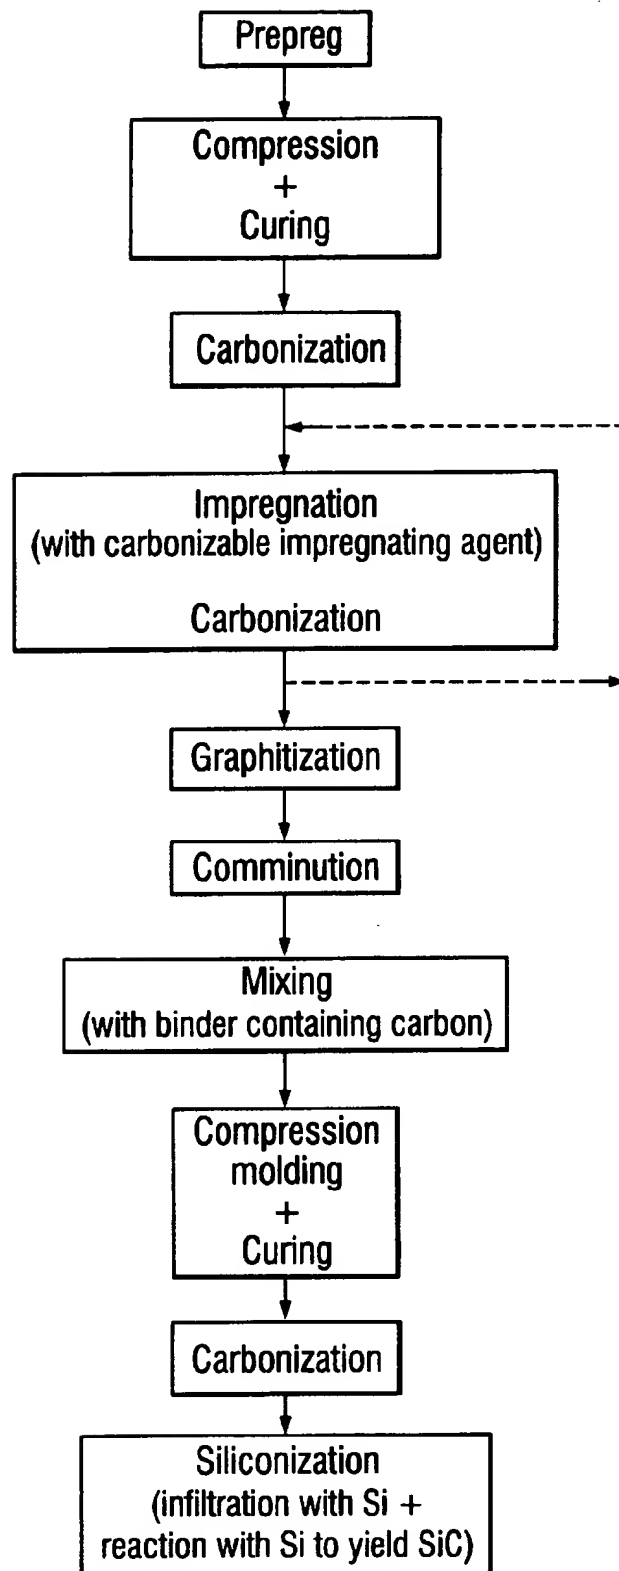 Prepreg
Compression
+
Curing
Carbonization
Impregnation
(with carbonizable impregnating agent)
Carbonization
Graphitization
Comminution
Mixing
(with binder containing carbon)
Compression
molding
+
Curing
Carbonization
Siliconization
(infiltration with Si +
reaction with Si to yield SiC)